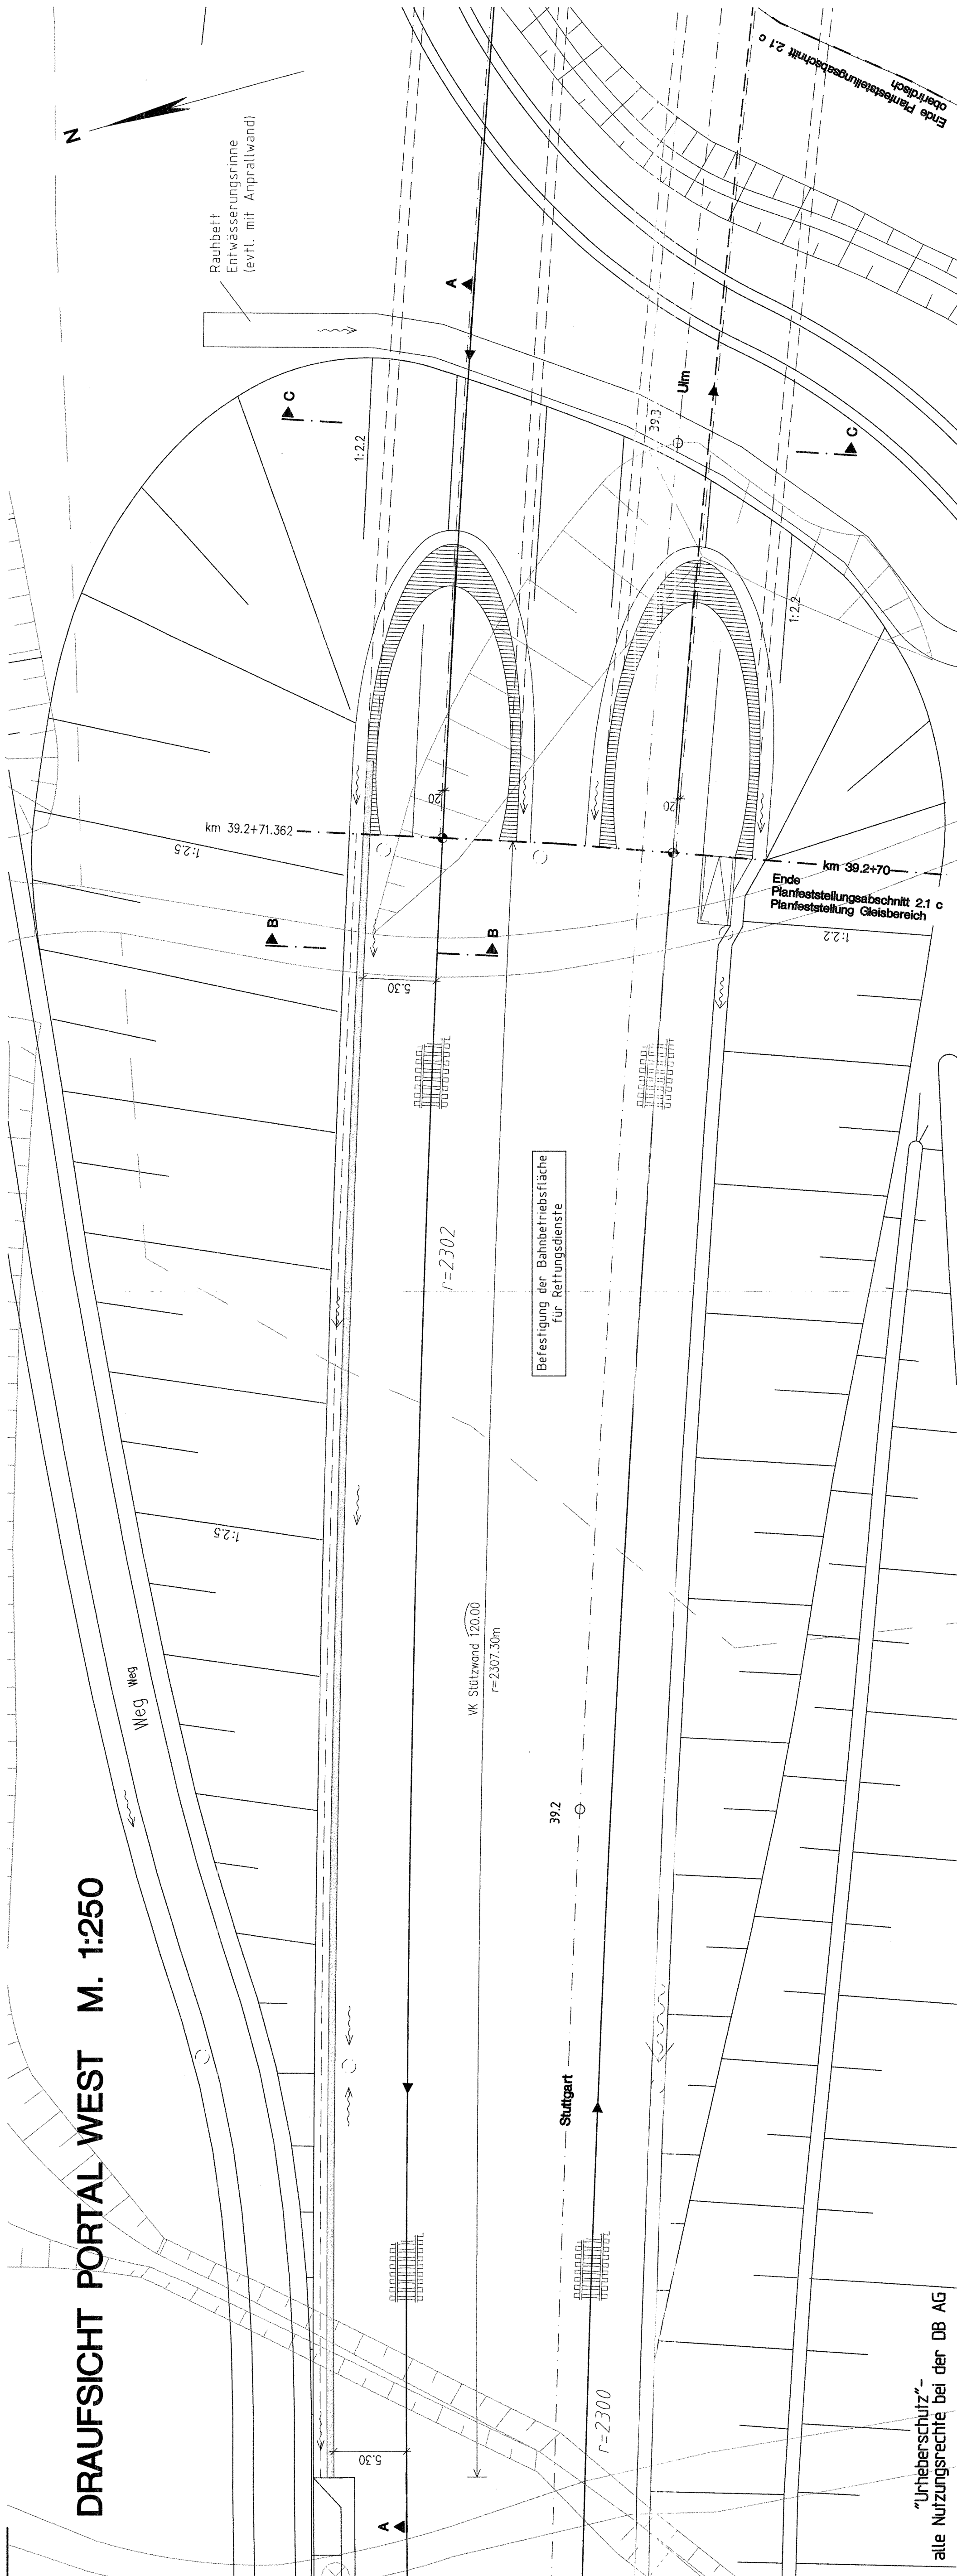 DRAUFSICHT PORTAL WEST M. 1:250
N
Rauhbett
Entwässerungsrinne
(evtl. mit Anprallwand)
Ende Planfeststellungsabschnitt 2.1 c
oberirdisch
A
C
1:2.2
Ulm
39.3
C
1:2.2
20
20
km 39.2+71.362
1:2.5
km 39.2+70
Ende
Planfeststellungsabschnitt 2.1 c
Planfeststellung Gleisbereich
1:2.2
B
B
5.30
r=2302
Befestigung der Bahnbetriebsfläche
für Rettungsdienste
1:2.5
VK Stützwand 120.00
r=2307.30m
Weg Weg
39.2
Stuttgart
r=2300
5.30
A
"Urheberschutz"-
alle Nutzungsrechte bei der DB AG